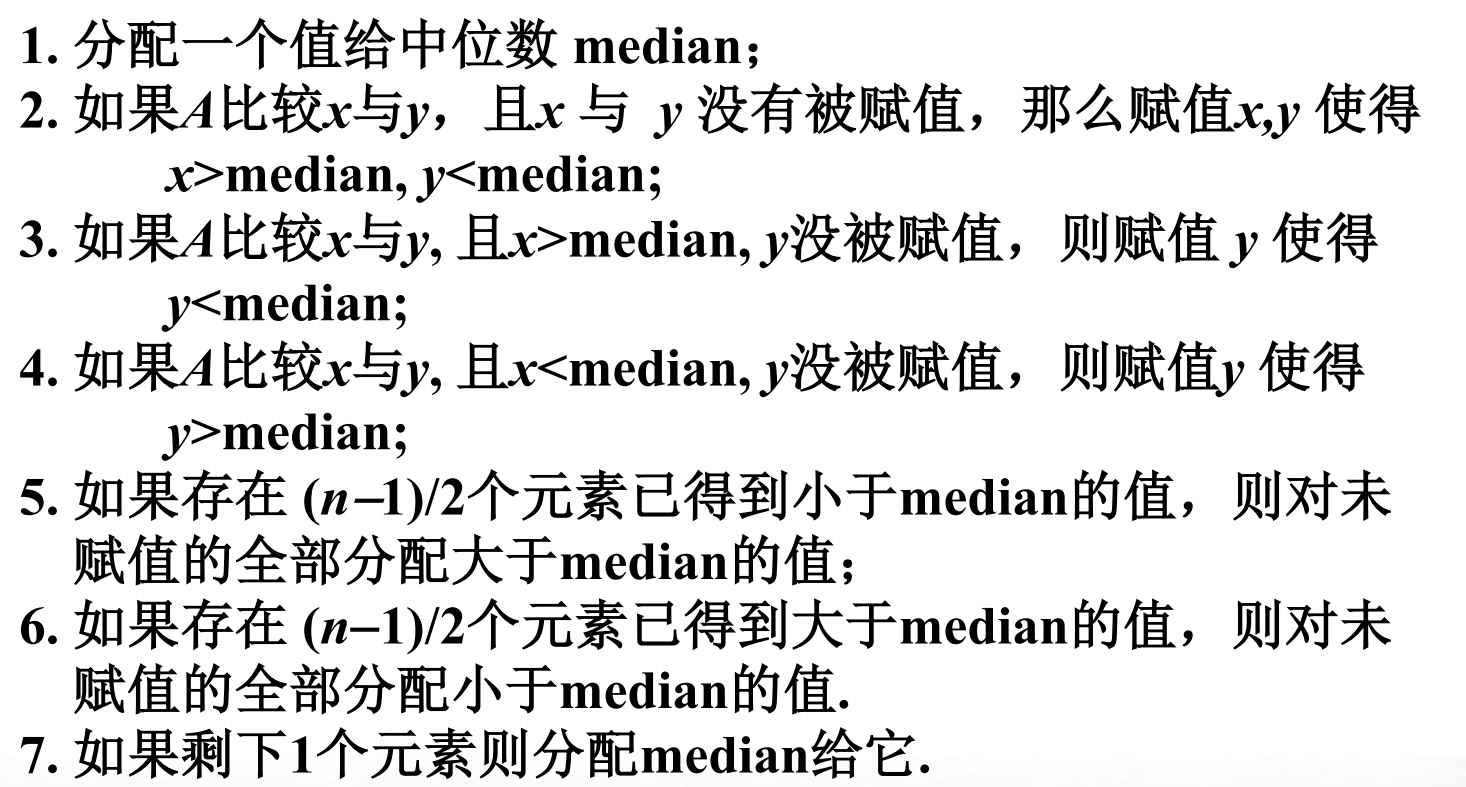 1. 分配一个值给中位数 median；
2. 如果A比较x与y，且x 与 y 没有被赋值，那么赋值x,y 使得
x>median, y<median;
3. 如果A比较x与y, 且x>median, y没被赋值，则赋值 y 使得
y<median;
4. 如果A比较x与y, 且x<median, y没被赋值，则赋值y 使得
y>median;
5. 如果存在 (n−1)/2个元素已得到小于median的值，则对未
赋值的全部分配大于median的值；
6. 如果存在 (n−1)/2个元素已得到大于median的值，则对未
赋值的全部分配小于median的值.
7. 如果剩下1个元素则分配median给它.